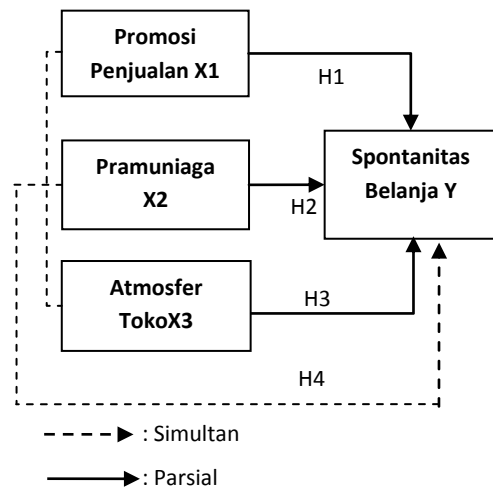 Promosi
Penjualan X1
H1
Pramuniaga
X2
H2
Spontanitas
Belanja Y
Atmosfer
TokoX3
H3
H4
: Simultan
: Parsial